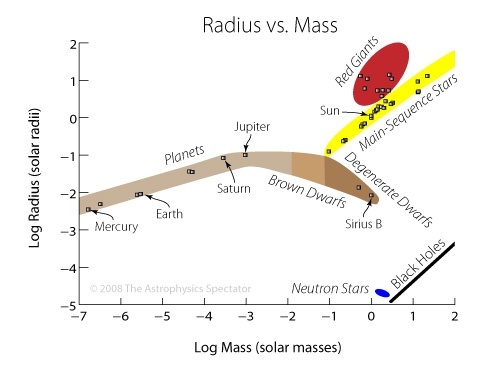 Radius vs. Mass
Log Radius (solar radii)
2
1
0
−1
−2
−3
−4
−5
Red Giants
Main-Sequence Stars
Sun
Jupiter
Planets
Saturn
Earth
Mercury
Brown Dwarfs
Degenerate Dwarfs
Sirius B
Neutron Stars
Black Holes
© 2008 The Astrophysics Spectator
−7 −6 −5 −4 −3 −2 −1 0 1 2
Log Mass (solar masses)